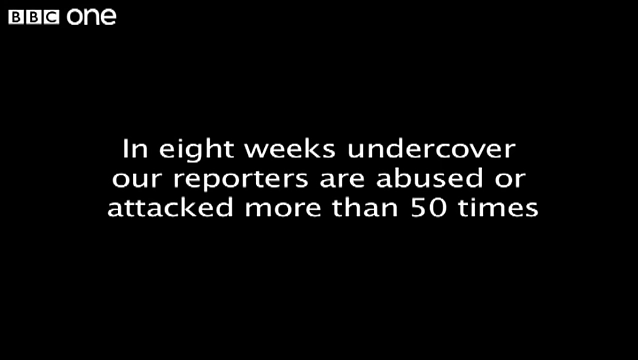 BBC one
In eight weeks undercover
our reporters are abused or
attacked more than 50 times